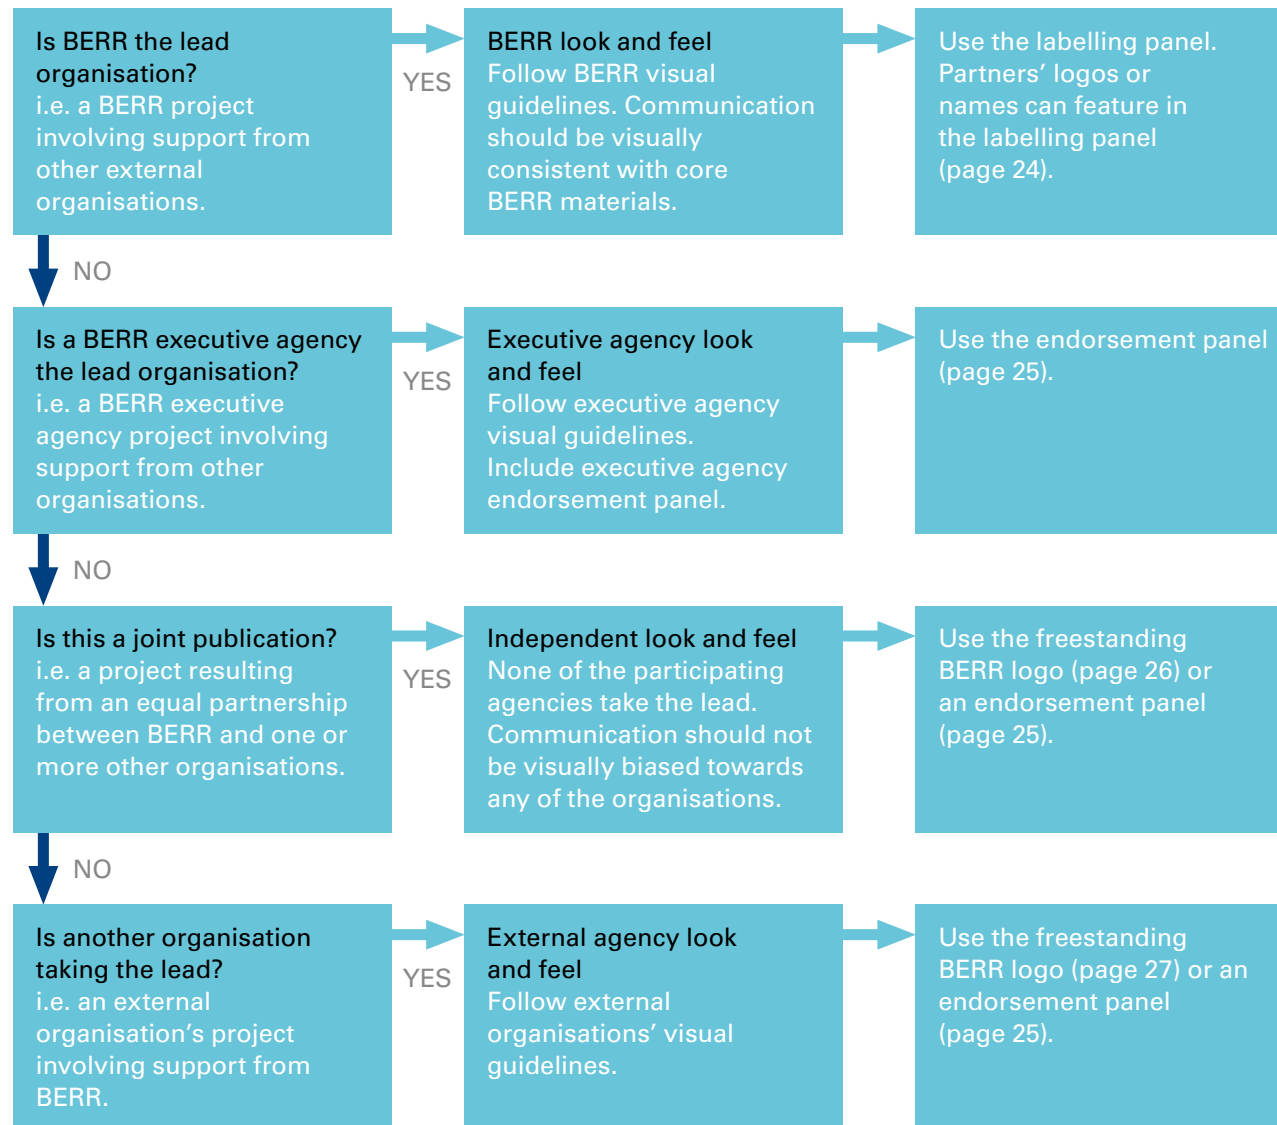 Is BERR the lead
organisation?
i.e. a BERR project
involving support from
other external
organisations.
YES
BERR look and feel
Follow BERR visual
guidelines. Communication
should be visually
consistent with core
BERR materials.
Use the labelling panel.
Partners’ logos or
names can feature in
the labelling panel
(page 24).
NO
Is a BERR executive agency
the lead organisation?
i.e. a BERR executive
agency project involving
support from other
organisations.
YES
Executive agency look
and feel
Follow executive agency
visual guidelines.
Include executive agency
endorsement panel.
Use the endorsement panel
(page 25).
NO
Is this a joint publication?
i.e. a project resulting
from an equal partnership
between BERR and one or
more other organisations.
YES
Independent look and feel
None of the participating
agencies take the lead.
Communication should not
be visually biased towards
any of the organisations.
Use the freestanding
BERR logo (page 26) or
an endorsement panel
(page 25).
NO
Is another organisation
taking the lead?
i.e. an external
organisation’s project
involving support from
BERR.
YES
External agency look
and feel
Follow external
organisations’ visual
guidelines.
Use the freestanding
BERR logo (page 27) or an
endorsement panel
(page 25).